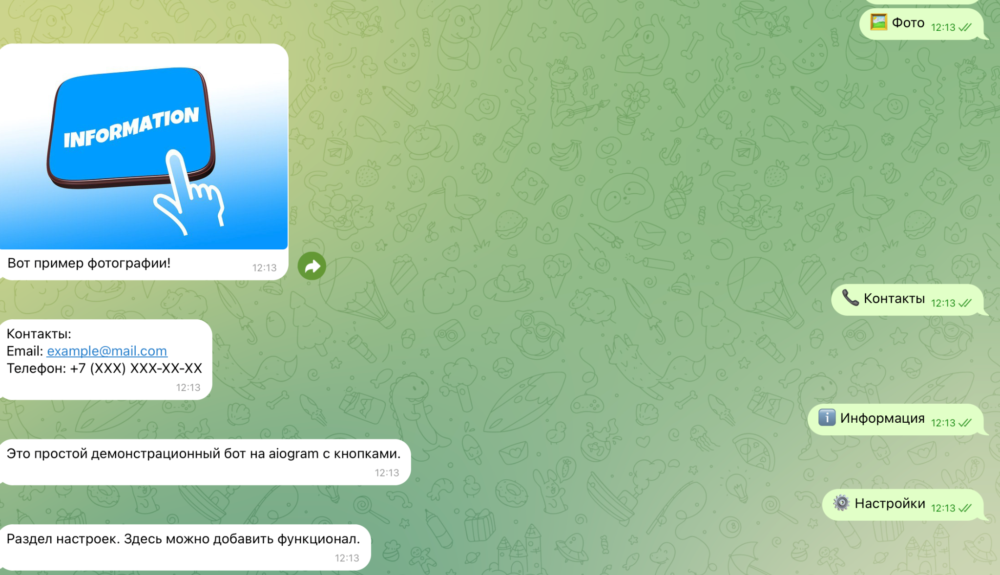 🖼️ Фото 12:13
INFORMATION
Вот пример фотографии! 12:13
📞 Контакты 12:13
Контакты:
Email: example@mail.com
Телефон: +7 (XXX) XXX-XX-XX
12:13
ℹ️ Информация 12:13
Это простой демонстрационный бот на aiogram с кнопками.
12:13
⚙️ Настройки 12:13
Раздел настроек. Здесь можно добавить функционал.
12:13